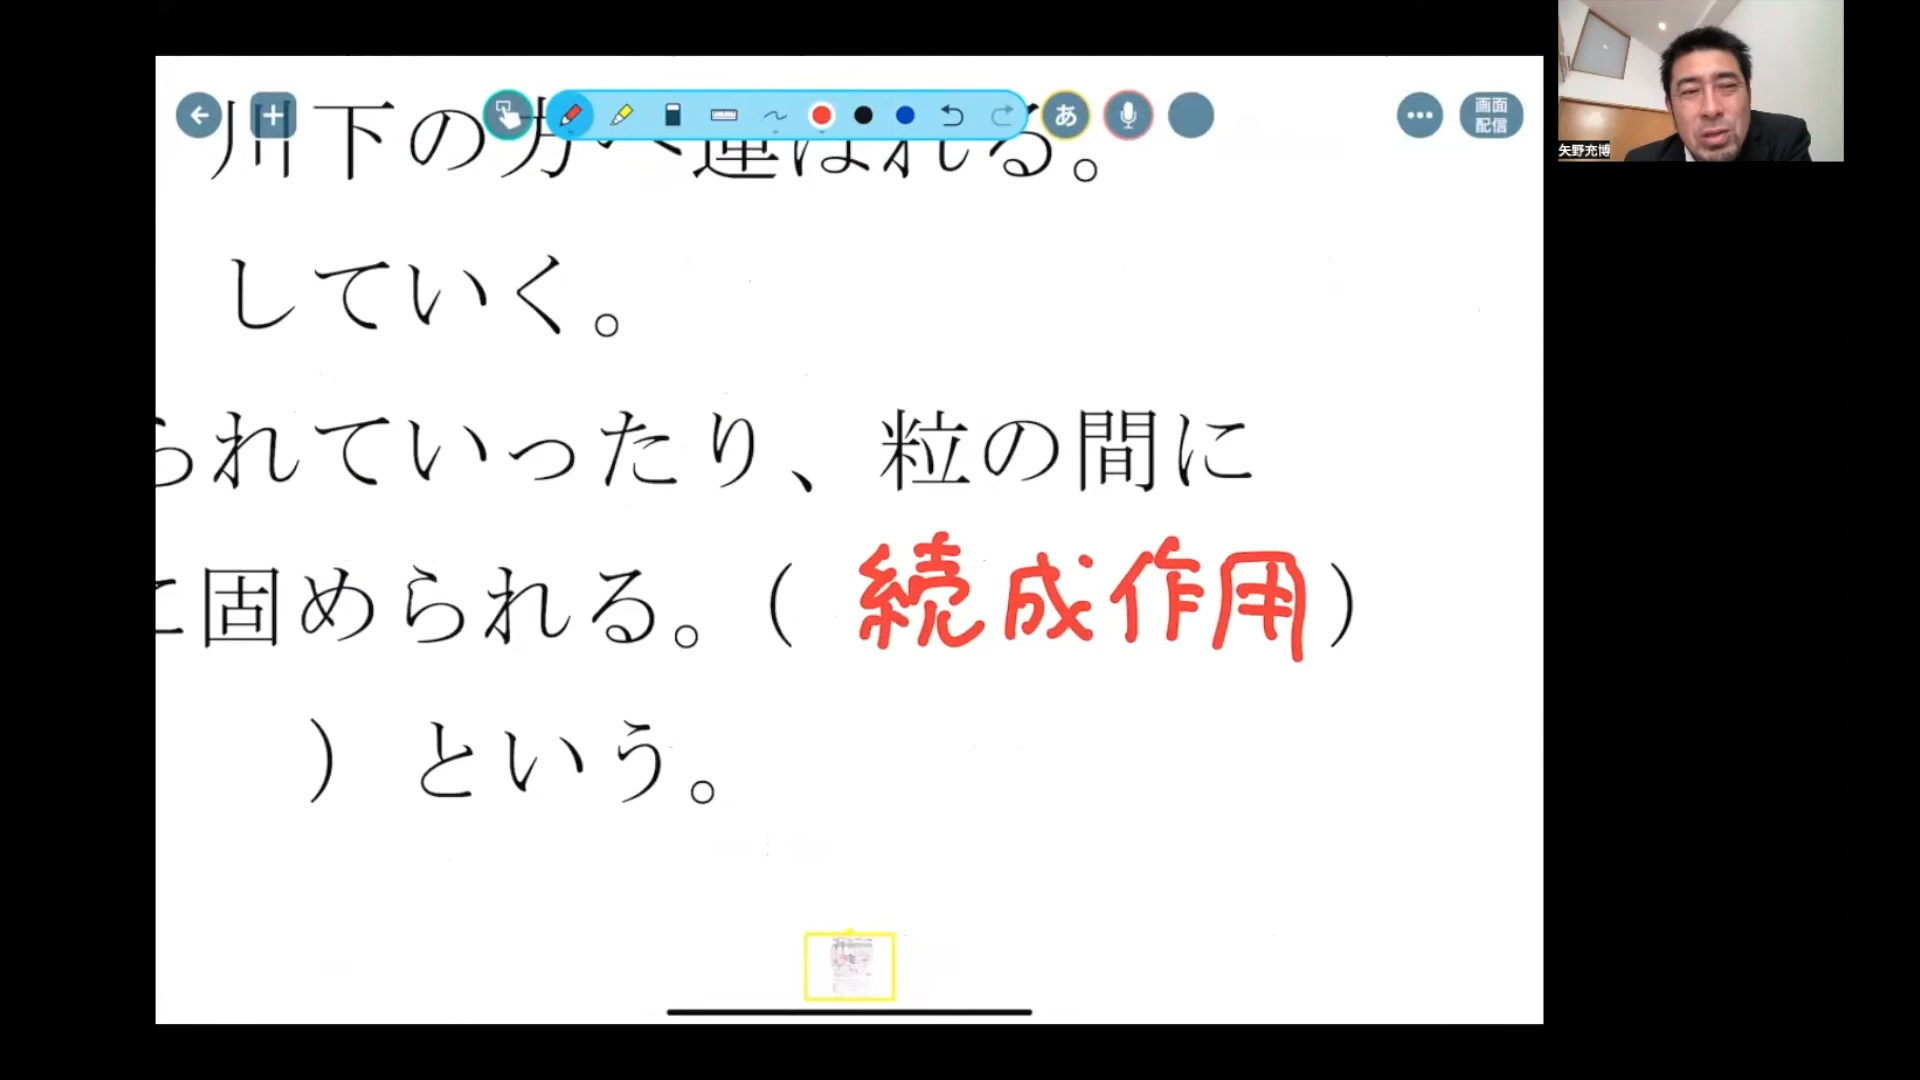 川下の方へ運ばれる。
あ
画面
配信
矢野充博
していく。
られていったり、粒の間に
に固められる。（続成作用）
）という。